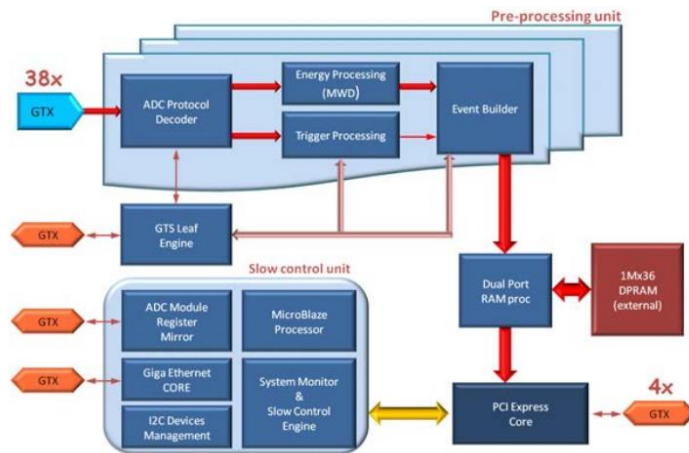 Pre-processing unit
38x
GTX
ADC Protocol
Decoder
Energy Processing
(MWD)
Trigger Processing
Event Builder
GTX
GTS Leaf
Engine
Slow control unit
GTX
ADC Module
Register
Mirror
MicroBlaze
Processor
Dual Port
RAM proc
1Mx36
DPRAM
(external)
GTX
Giga Ethernet
CORE
I2C Devices
Management
System Monitor
&
Slow Control
Engine
PCI Express
Core
4x
GTX